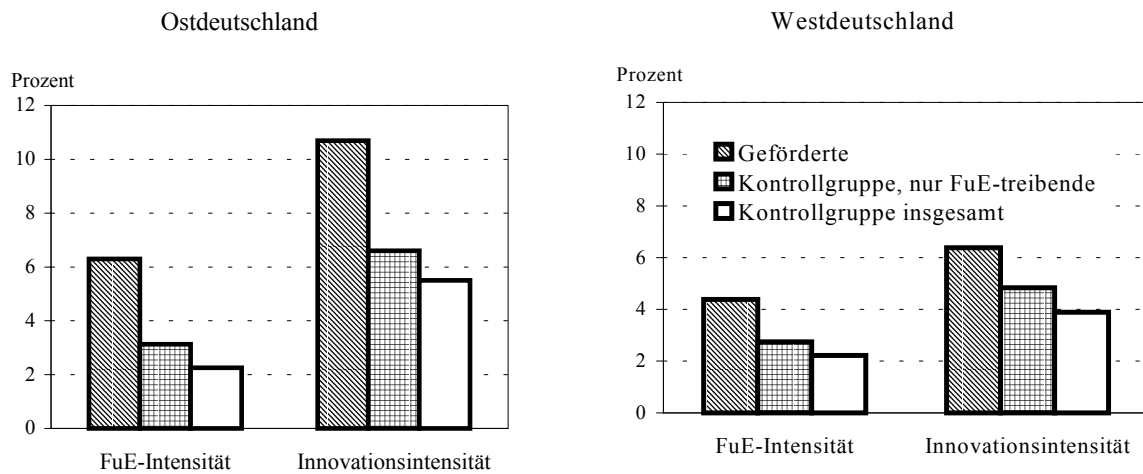 Ostdeutschland
Prozent
12
10
8
6
4
2
0
FuE-Intensität Innovationsintensität
Westdeutschland
Prozent
12
10
8
6
4
2
0
Geförderte
Kontrollgruppe, nur FuE-treibende
Kontrollgruppe insgesamt
FuE-Intensität Innovationsintensität